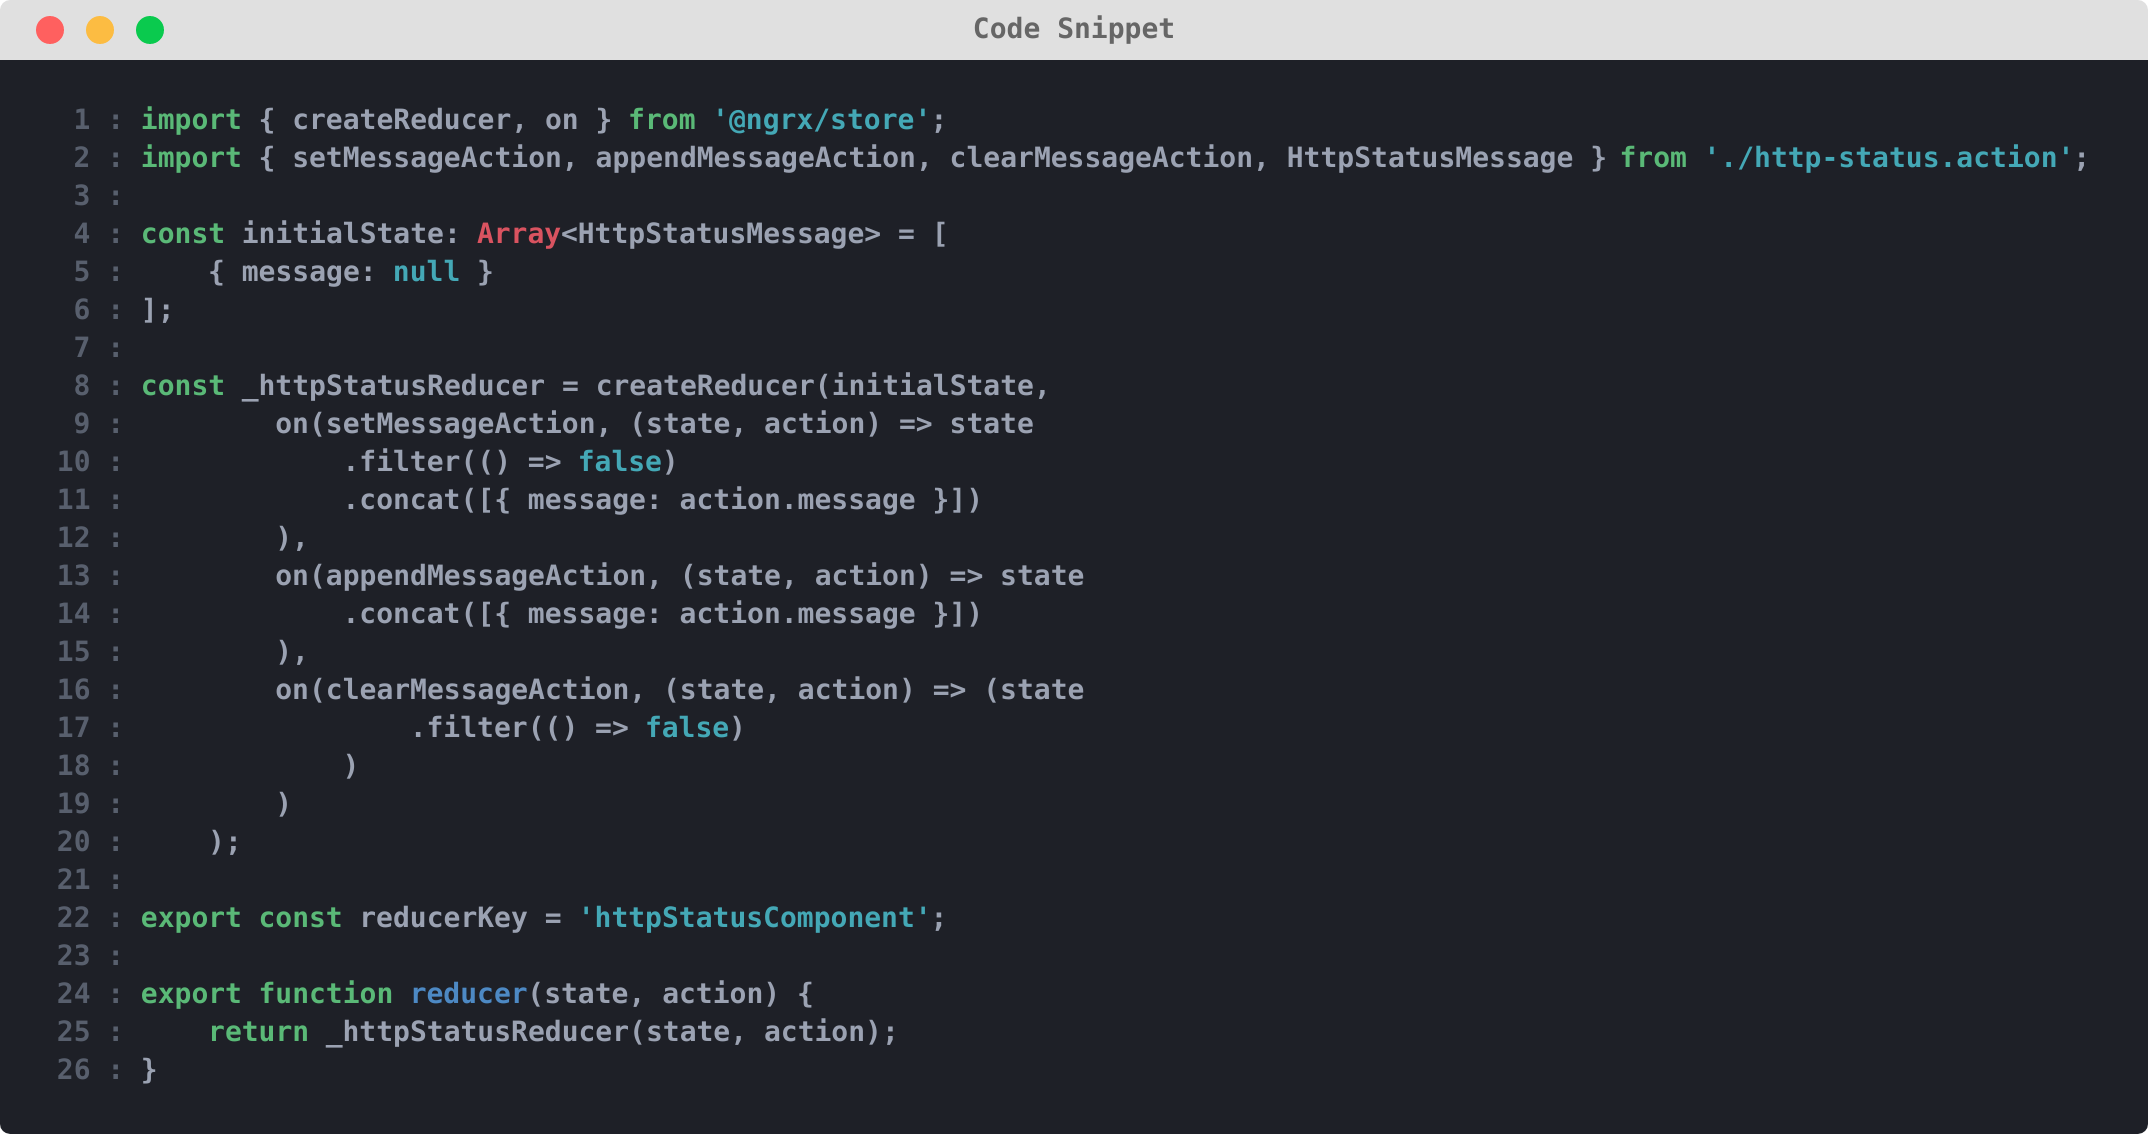 Code Snippet
1 : import { createReducer, on } from '@ngrx/store';
2 : import { setMessageAction, appendMessageAction, clearMessageAction, HttpStatusMessage } from './http-status.action';
3 :
4 : const initialState: Array<HttpStatusMessage> = [
5 :     { message: null }
6 : ];
7 :
8 : const _httpStatusReducer = createReducer(initialState,
9 :         on(setMessageAction, (state, action) => state
10 :             .filter(() => false)
11 :             .concat([{ message: action.message }])
12 :         ),
13 :         on(appendMessageAction, (state, action) => state
14 :             .concat([{ message: action.message }])
15 :         ),
16 :         on(clearMessageAction, (state, action) => (state
17 :                 .filter(() => false)
18 :             )
19 :         )
20 :     );
21 :
22 : export const reducerKey = 'httpStatusComponent';
23 :
24 : export function reducer(state, action) {
25 :     return _httpStatusReducer(state, action);
26 : }